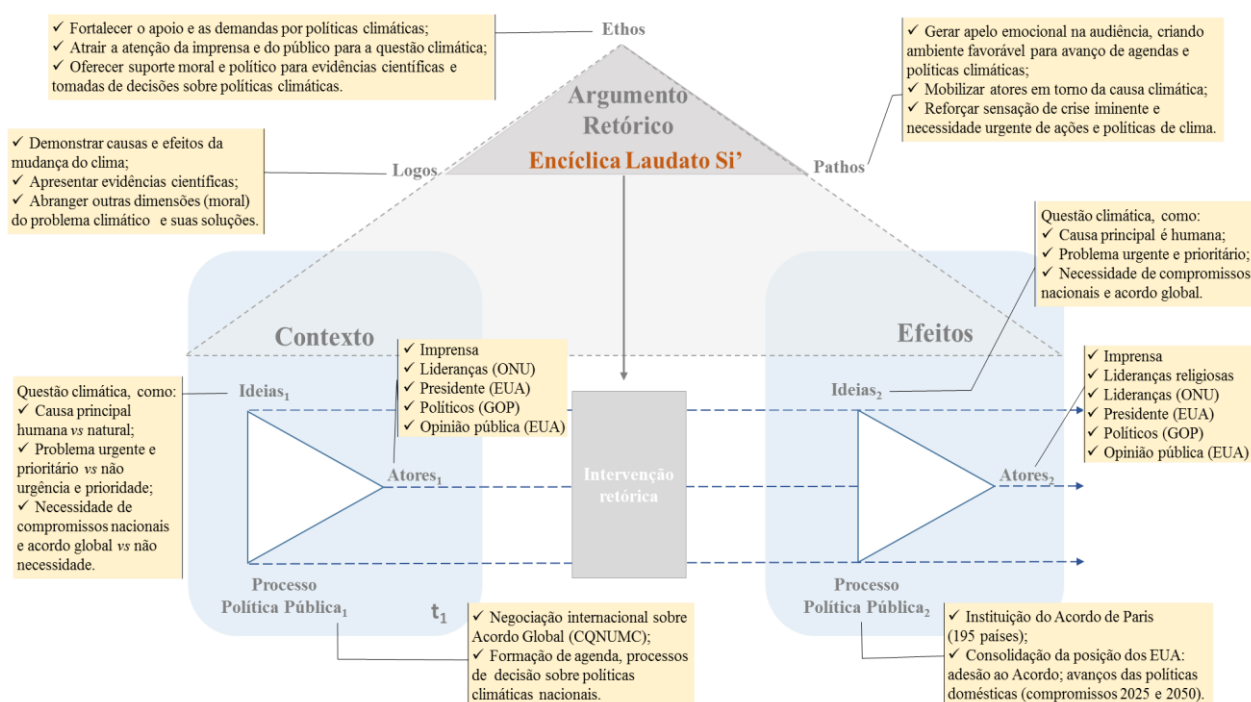 ✓ Fortalecer o apoio e as demandas por políticas climáticas;
✓ Atrair a atenção da imprensa e do público para a questão climática;
✓ Oferecer suporte moral e político para evidências científicas e
tomadas de decisões sobre políticas climáticas.
Ethos
✓ Gerar apelo emocional na audiência, criando
ambiente favorável para avanço de agendas e
políticas climáticas;
✓ Mobilizar atores em torno da causa climática;
✓ Reforçar sensação de crise iminente e
necessidade urgente de ações e políticas de clima.
Argumento
Retórico
Encíclica Laudato Si’
✓ Demonstrar causas e efeitos da
mudança do clima;
✓ Apresentar evidências científicas;
✓ Abranger outras dimensões (moral)
do problema climático e suas soluções.
Logos
Pathos
Questão climática, como:
✓ Causa principal é humana;
✓ Problema urgente e prioritário;
✓ Necessidade de compromissos
nacionais e acordo global.
Contexto
Efeitos
✓ Imprensa
✓ Lideranças (ONU)
✓ Presidente (EUA)
✓ Políticos (GOP)
✓ Opinião pública (EUA)
✓ Imprensa
✓ Lideranças religiosas
✓ Lideranças (ONU)
✓ Presidente (EUA)
✓ Políticos (GOP)
✓ Opinião pública (EUA)
Questão climática, como:
✓ Causa principal
humana vs natural;
✓ Problema urgente e
prioritário vs não
urgência e prioridade;
✓ Necessidade de
compromissos nacionais
e acordo global vs não
necessidade.
Ideias1
Ideias2
Atores1
Intervenção
retórica
Atores2
Processo
Política Pública1
t1
Processo
Política Pública2
✓ Negociação internacional sobre
Acordo Global (CQNUMC);
✓ Formação de agenda, processos
de decisão sobre políticas
climáticas nacionais.
✓ Instituição do Acordo de Paris
(195 países);
✓ Consolidação da posição dos EUA:
adesão ao Acordo; avanços das políticas
domésticas (compromissos 2025 e 2050).